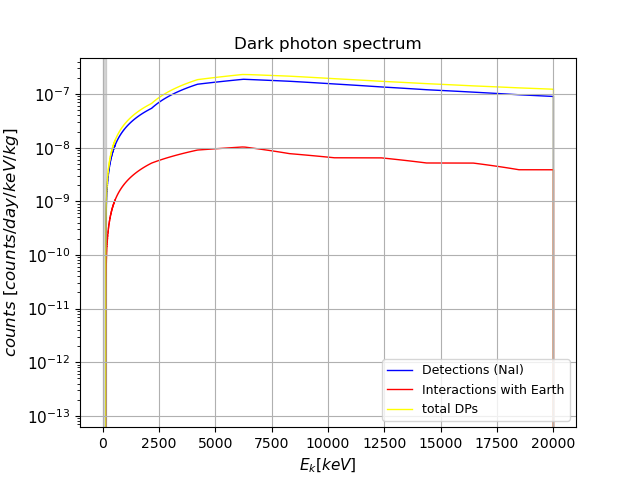 Dark photon spectrum
counts [counts/day/keV/kg]
10⁻⁷
10⁻⁸
10⁻⁹
10⁻¹⁰
10⁻¹¹
10⁻¹²
10⁻¹³
Detections (NaI)
Interactions with Earth
total DPs
0 2500 5000 7500 10000 12500 15000 17500 20000
Eₖ[keV]